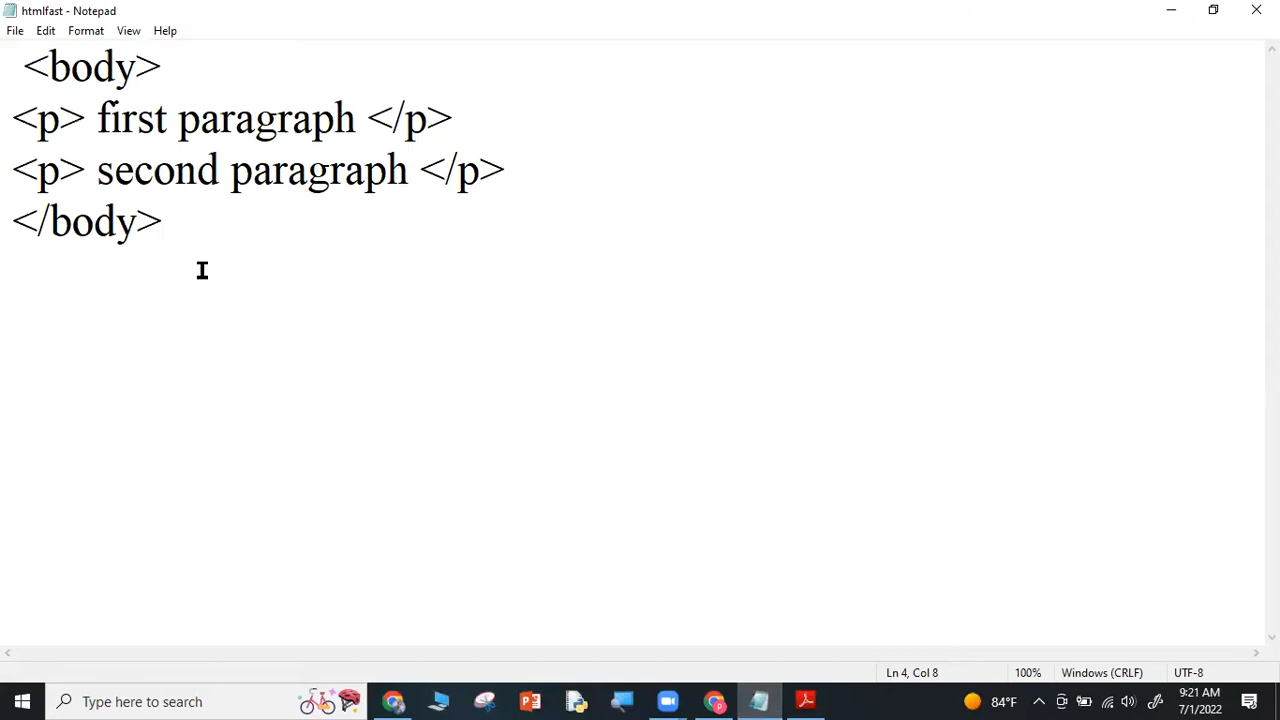 htmlfast - Notepad
File Edit Format View Help
<body>
<p> first paragraph </p>
<p> second paragraph </p>
</body>
Ln 4, Col 8 100% Windows (CRLF) UTF-8
Type here to search 84°F 9:21 AM
7/1/2022